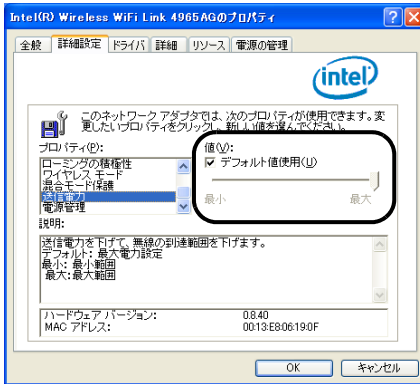 Intel(R) Wireless WiFi Link 4965AGのプロパティ
全般 詳細設定 ドライバ 詳細 リソース 電源の管理
intel
このネットワーク アダプタでは、次のプロパティが使用できます。変
更したいプロパティをクリックし、新しい値を選んでください。
プロパティ(P):
値(V):
ローミングの積極性
ワイヤレス モード
混合モード保護
送信電力
電源管理
デフォルト値使用(U)
最小 最大
説明:
送信電力を下げて、無線の到達範囲を下げます。
デフォルト: 最大電力設定
最小: 最小範囲
最大:最大範囲
ハードウェア バージョン: 0.8.40
MAC アドレス: 00:13:E8:06:19:0F
OK キャンセル